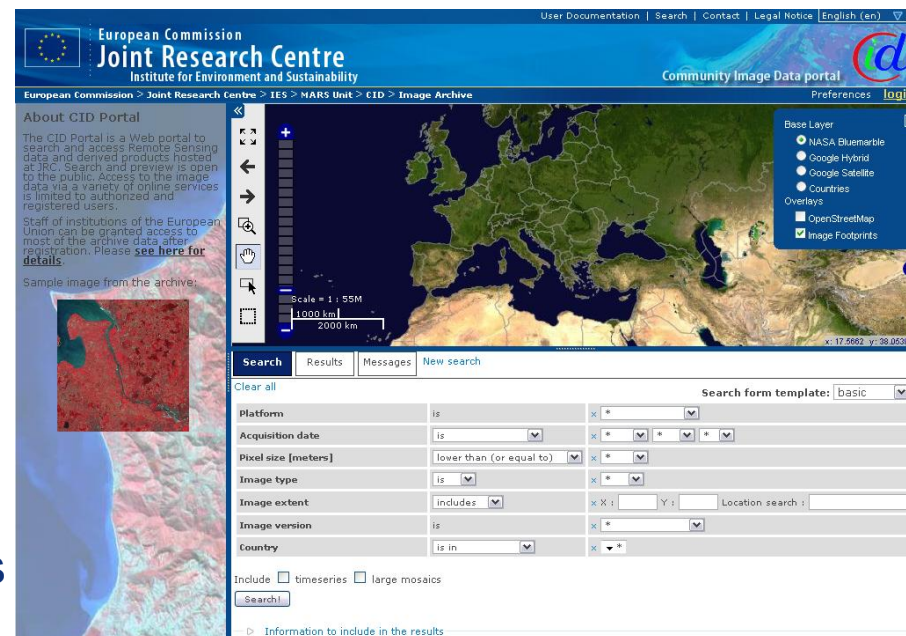 User Documentation | Search | Contact | Legal Notice English (en)
European Commission
Joint Research Centre
Institute for Environment and Sustainability
Community Image Data portal
European Commission > Joint Research Centre > IES > MARS Unit > CID > Image Archive
Preferences
About CID Portal
The CID Portal is a Web portal to
search and access Remote Sensing
data and derived products hosted
at JRC. Search and preview is open
to the public. Access to the image
data via a variety of online services
is limited to authorized and
registered users.
Staff of institutions of the European
Union can be granted access to
most of the archive data after
registration. Please see here for
details.
Sample image from the archive:
Base Layer
NASA Bluemarble
Google Hybrid
Google Satellite
Countries
Overlays
OpenStreetMap
Image Footprints
Scale = 1 : 55M
1000 km
2000 km
Search Results Messages New search
Clear all
Search form template: basic
Platform is x *
Acquisition date is x * * *
Pixel size [meters] lower than (or equal to) x *
Image type is x *
Image extent includes x X : Y : Location search :
Image version is x *
Country is in x *
Include timeseries large mosaics
Search!
Information to include in the results